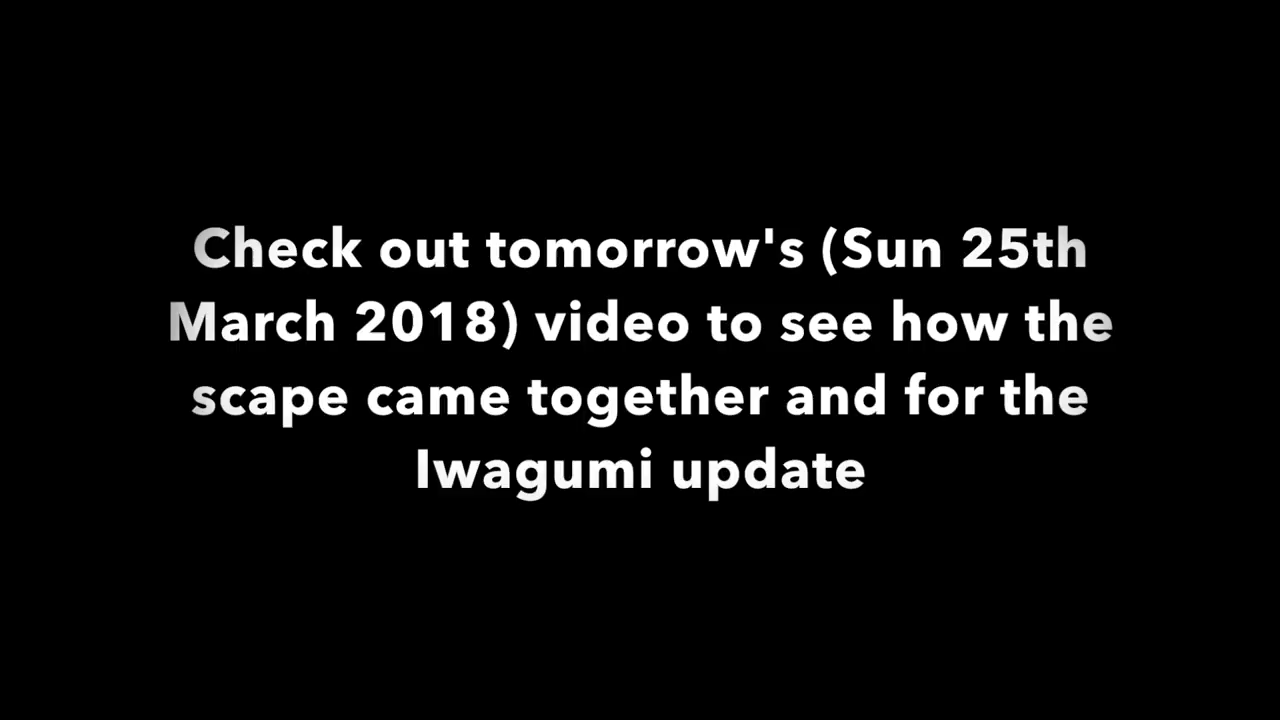 Check out tomorrow's (Sun 25th
March 2018) video to see how the
scape came together and for the
Iwagumi update